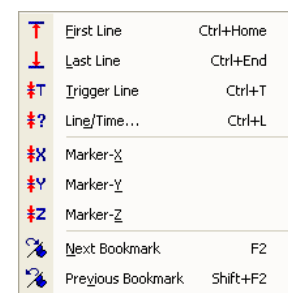 First Line Ctrl+Home
Last Line Ctrl+End
T Trigger Line Ctrl+T
? Line/Time... Ctrl+L
X Marker-X
Y Marker-Y
Z Marker-Z
Next Bookmark F2
Previous Bookmark Shift+F2